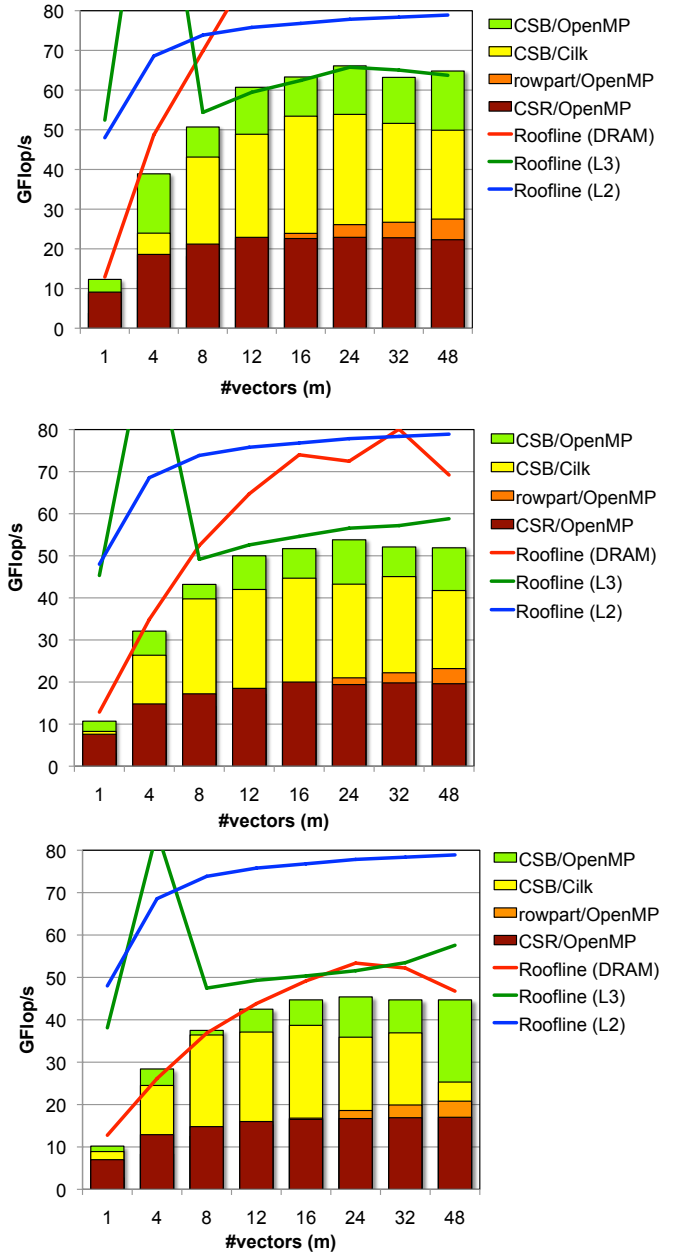 80
70
60
50
40
30
20
10
0
GFlop/s
1 4 8 12 16 24 32 48
#vectors (m)
CSB/OpenMP
CSB/Cilk
rowpart/OpenMP
CSR/OpenMP
Roofline (DRAM)
Roofline (L3)
Roofline (L2)
80
70
60
50
40
30
20
10
0
GFlop/s
1 4 8 12 16 24 32 48
#vectors (m)
CSB/OpenMP
CSB/Cilk
rowpart/OpenMP
CSR/OpenMP
Roofline (DRAM)
Roofline (L3)
Roofline (L2)
80
70
60
50
40
30
20
10
0
GFlop/s
1 4 8 12 16 24 32 48
#vectors (m)
CSB/OpenMP
CSB/Cilk
rowpart/OpenMP
CSR/OpenMP
Roofline (DRAM)
Roofline (L3)
Roofline (L2)